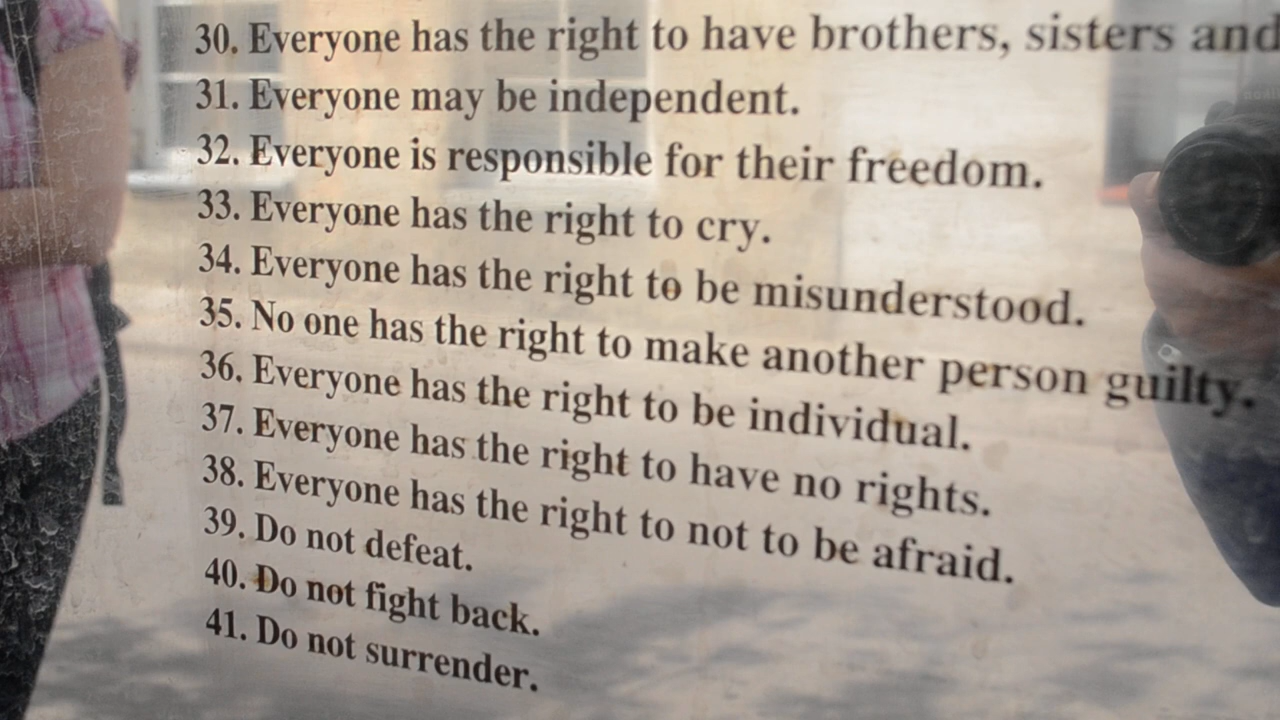 30. Everyone has the right to have brothers, sisters and
31. Everyone may be independent.
32. Everyone is responsible for their freedom.
33. Everyone has the right to cry.
34. Everyone has the right to be misunderstood.
35. No one has the right to make another person guilty.
36. Everyone has the right to be individual.
37. Everyone has the right to have no rights.
38. Everyone has the right to not to be afraid.
39. Do not defeat.
40. Do not fight back.
41. Do not surrender.